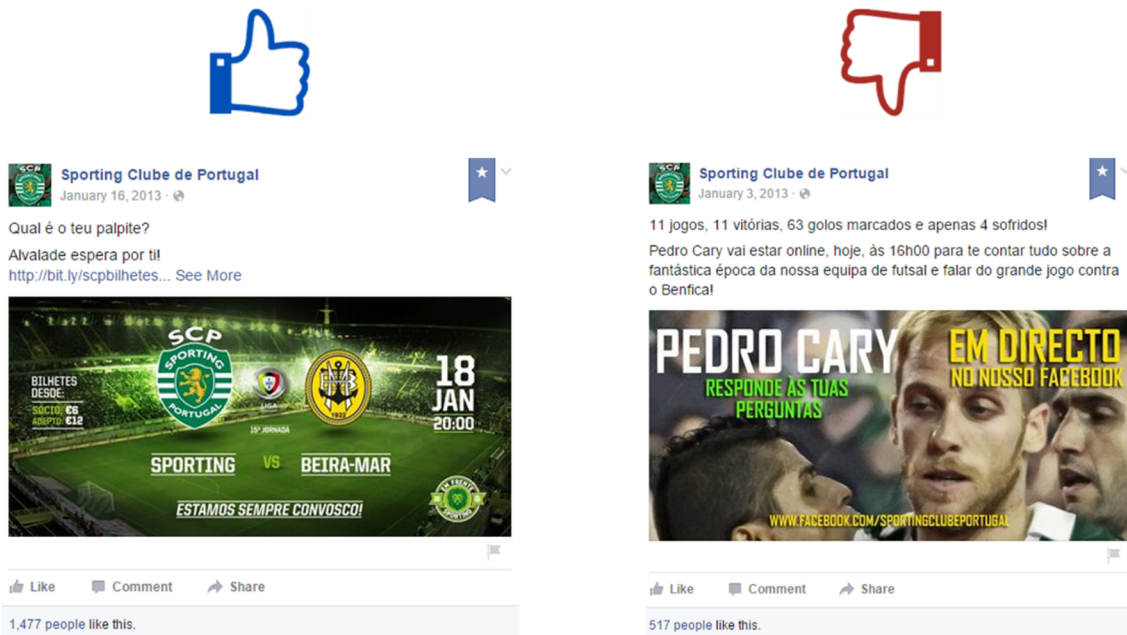 Sporting Clube de Portugal
January 16, 2013 ·
Qual é o teu palpite?
Alvalade espera por ti!
http://bit.ly/scpbilhetes... See More
SCP
SPORTING
PORTUGAL
BILHETES
DESDE:
SÓCIO: €6
ADEPTO: €12
LIGA
15ª JORNADA
1922
18
JAN
20:00
SPORTING VS BEIRA-MAR
ESTAMOS SEMPRE CONVOSCO!
EM FRENTE
SPORTING
Like Comment Share
1,477 people like this.
Sporting Clube de Portugal
January 3, 2013 ·
11 jogos, 11 vitórias, 63 golos marcados e apenas 4 sofridos!
Pedro Cary vai estar online, hoje, às 16h00 para te contar tudo sobre a
fantástica época da nossa equipa de futsal e falar do grande jogo contra
o Benfica!
PEDRO CARY
RESPONDE ÀS TUAS
PERGUNTAS
EM DIRECTO
NO NOSSO FACEBOOK
WWW.FACEBOOK.COM/SPORTINGCLUBEPORTUGAL
Like Comment Share
517 people like this.